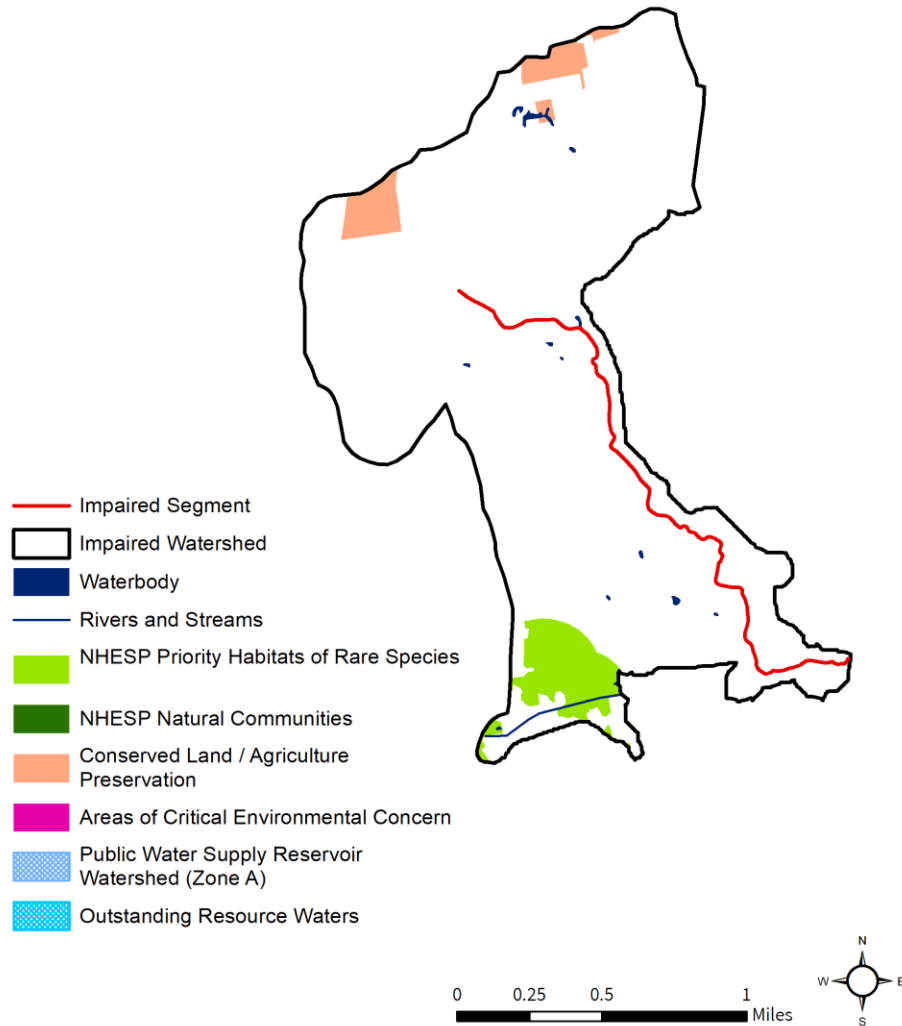 Impaired Segment
Impaired Watershed
Waterbody
Rivers and Streams
NHESP Priority Habitats of Rare Species
NHESP Natural Communities
Conserved Land / Agriculture
Preservation
Areas of Critical Environmental Concern
Public Water Supply Reservoir
Watershed (Zone A)
Outstanding Resource Waters
N
W E
S
0 0.25 0.5 1
Miles